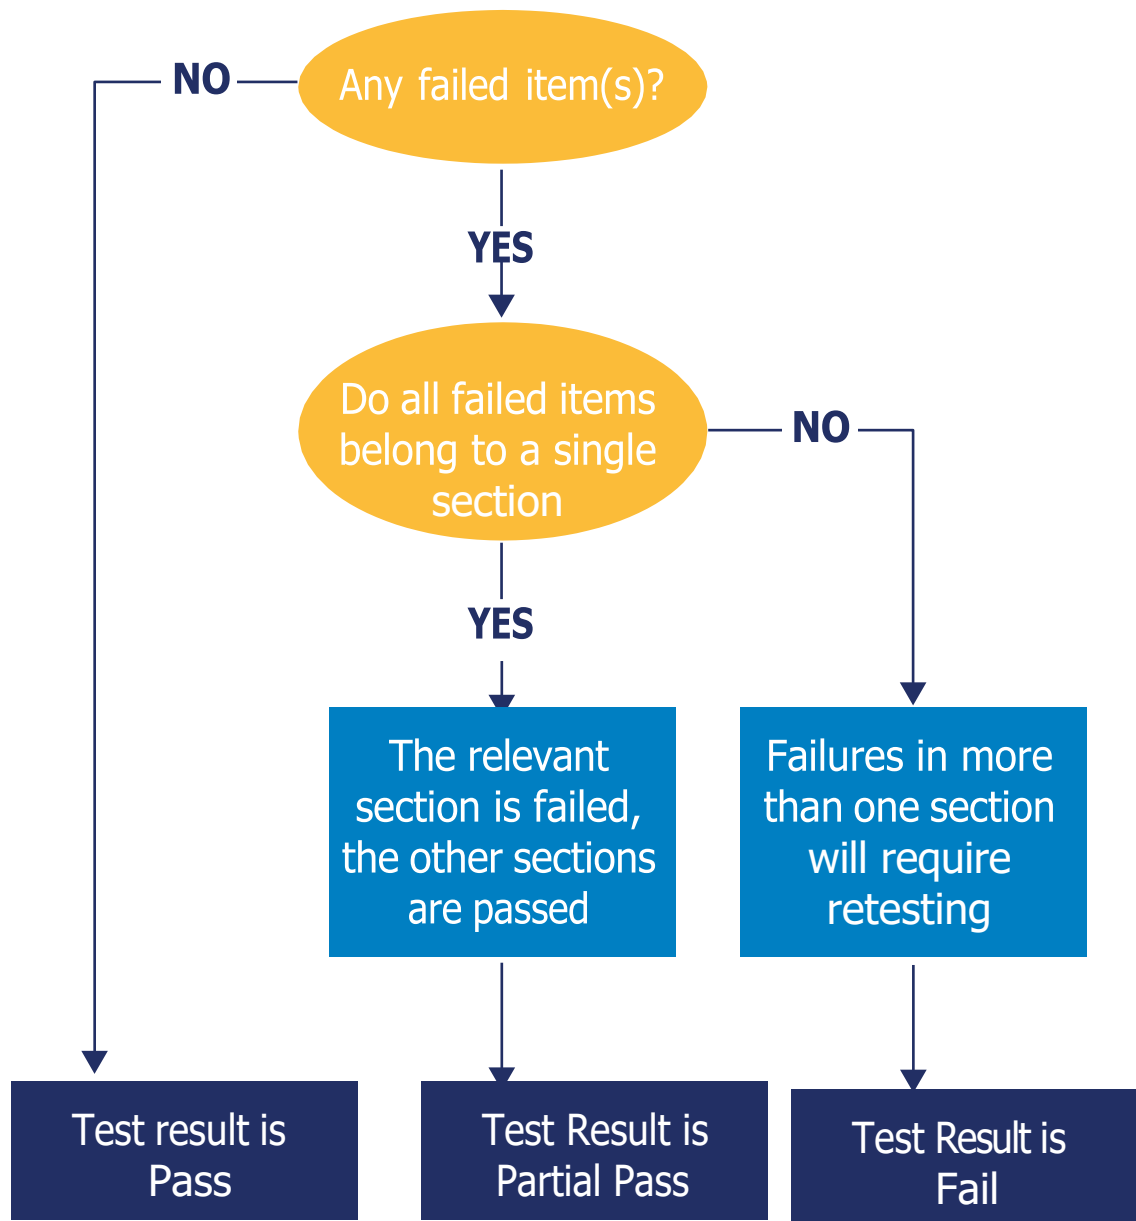 Any failed item(s)?
NO
YES
Do all failed items
belong to a single
section
NO
YES
The relevant
section is failed,
the other sections
are passed
Failures in more
than one section
will require
retesting
Test result is
Pass
Test Result is
Partial Pass
Test Result is
Fail